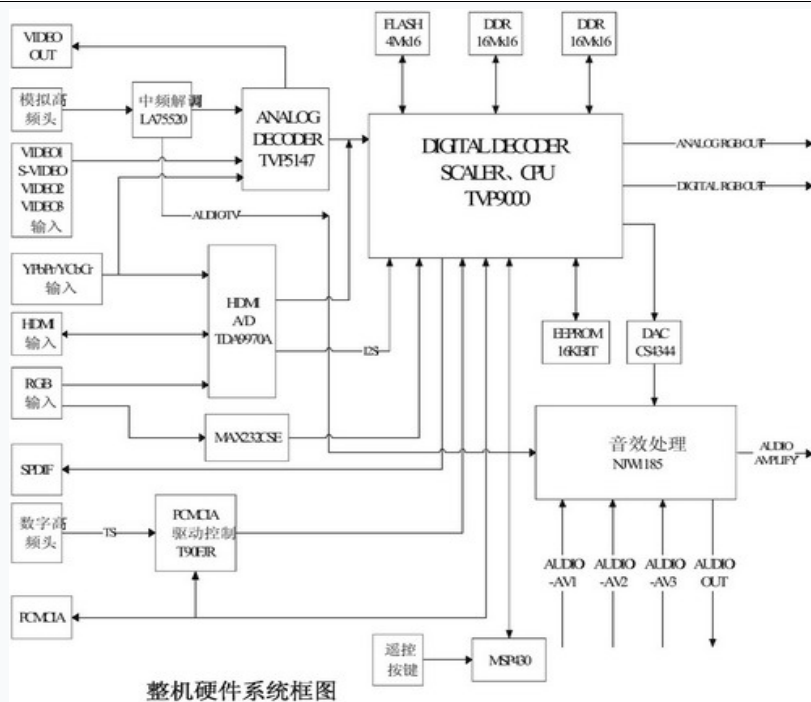 VIDEO
OUT
FLASH
4Mx16
DDR
16Mx16
DDR
16Mx16
模拟高
频头
中频解调
LA75520
ANALOG
DECODER
TVP5147
DIGITAL DECODER
SCALER、CPU
TVP9000
ANALOG RGB OUT
DIGITAL RGB OUT
VIDEO1
S-VIDEO
VIDEO2
VIDEO3
输入
AUDIOTV
YPbPr/YCbCr
输入
HDMI
A/D
TDA9970A
HDMI
输入
I2S
EEPROM
16KBIT
DAC
CS4344
RGB
输入
MAX232CSE
音效处理
NJW1185
AUDIO
AMPLIFY
SPDIF
数字高
频头
TS
PCMCIA
驱动控制
T90FJR
AUDIO
-AV1
AUDIO
-AV2
AUDIO
-AV3
AUDIO
OUT
PCMCIA
遥控
按键
MSP430
整机硬件系统框图